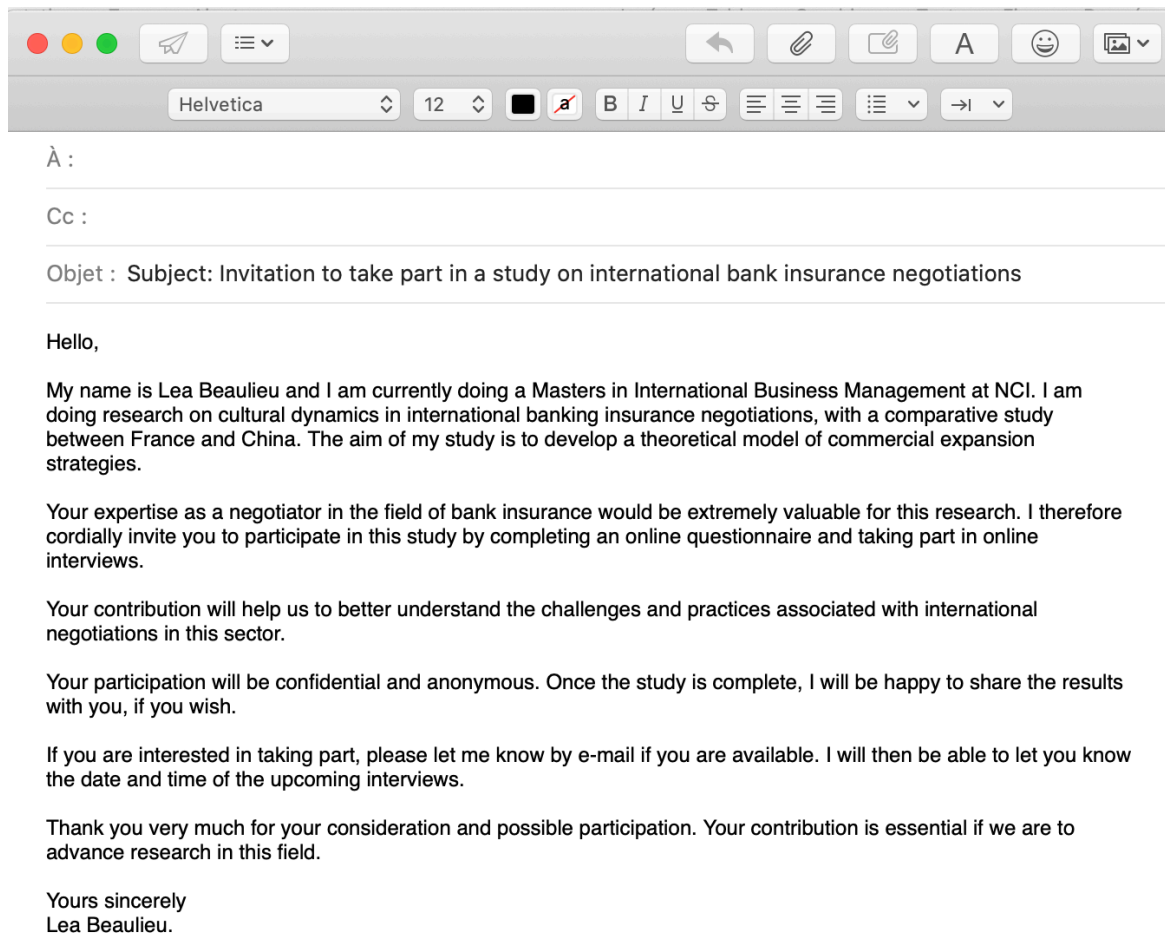 Helvetica 12 a B I U S
A
À :
Cc :
Objet : Subject: Invitation to take part in a study on international bank insurance negotiations
Hello,
My name is Lea Beaulieu and I am currently doing a Masters in International Business Management at NCI. I am
doing research on cultural dynamics in international banking insurance negotiations, with a comparative study
between France and China. The aim of my study is to develop a theoretical model of commercial expansion
strategies.
Your expertise as a negotiator in the field of bank insurance would be extremely valuable for this research. I therefore
cordially invite you to participate in this study by completing an online questionnaire and taking part in online
interviews.
Your contribution will help us to better understand the challenges and practices associated with international
negotiations in this sector.
Your participation will be confidential and anonymous. Once the study is complete, I will be happy to share the results
with you, if you wish.
If you are interested in taking part, please let me know by e-mail if you are available. I will then be able to let you know
the date and time of the upcoming interviews.
Thank you very much for your consideration and possible participation. Your contribution is essential if we are to
advance research in this field.
Yours sincerely
Lea Beaulieu.